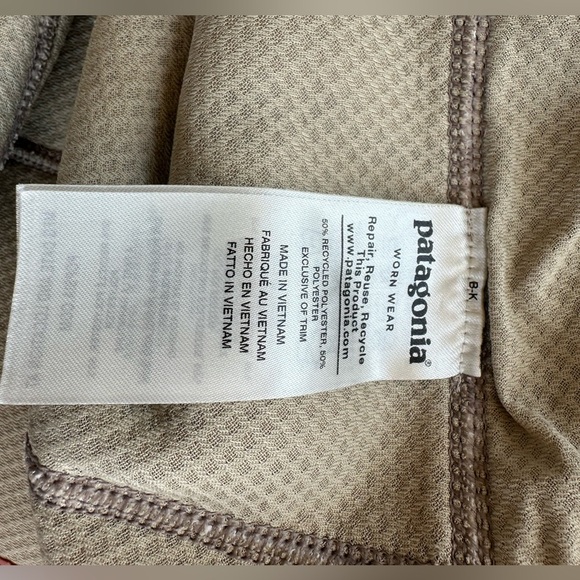 8-K
patagonia®
WORN WEAR
Repair, Reuse, Recycle
This Product
www.patagonia.com
50% RECYCLED POLYESTER, 50%
POLYESTER
EXCLUSIVE OF TRIM
MADE IN VIETNAM
FABRIQUÉ AU VIETNAM
HECHO EN VIETNAM
FATTO IN VIETNAM